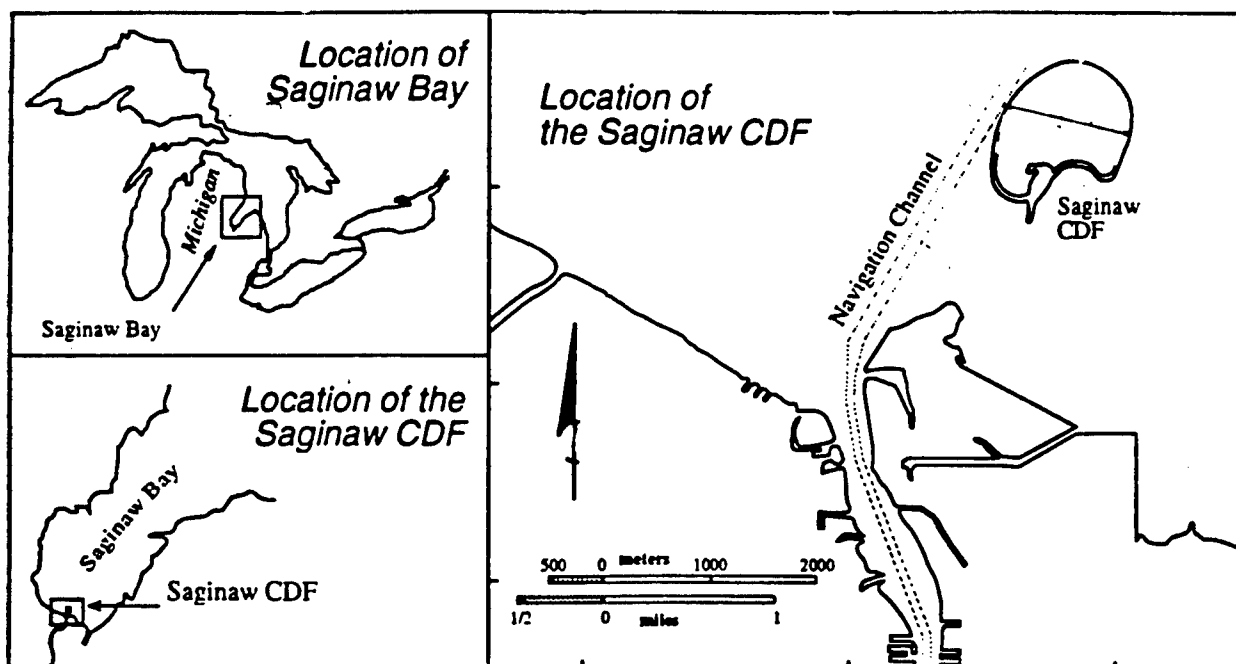 Location of
Saginaw Bay
Michigan
Saginaw Bay
Location of the
Saginaw CDF
Saginaw Bay
Saginaw CDF
Location of
the Saginaw CDF
Navigation Channel
Saginaw
CDF
500 0 meters 1000 2000
1/2 0 miles 1